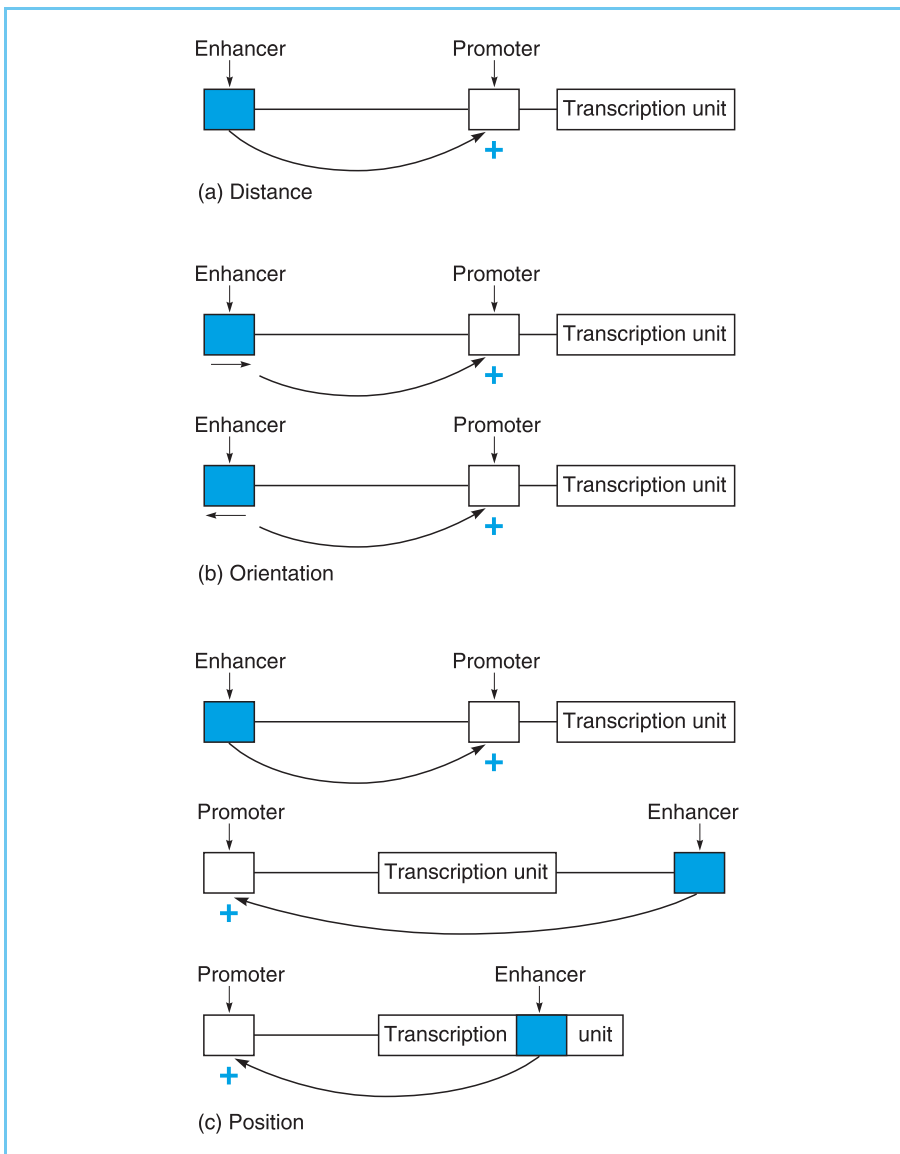 Enhancer Promoter
Transcription unit
+
(a) Distance
Enhancer Promoter
Transcription unit
+
Enhancer Promoter
Transcription unit
+
(b) Orientation
Enhancer Promoter
Transcription unit
+
Promoter Enhancer
Transcription unit
+
Promoter Enhancer
Transcription unit
+
(c) Position